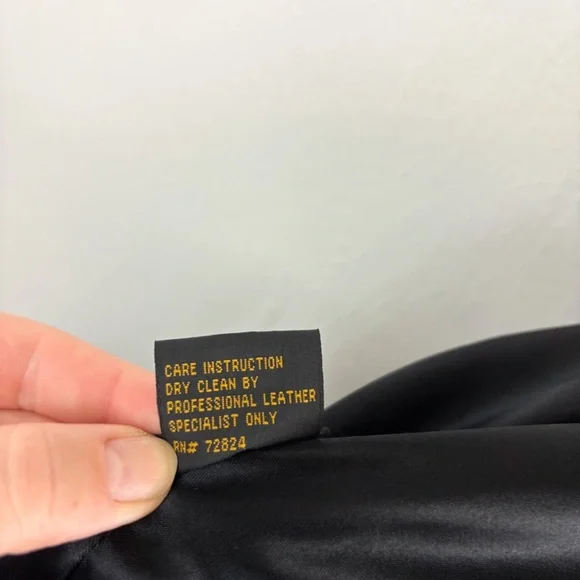 CARE INSTRUCTION
DRY CLEAN BY
PROFESSIONAL LEATHER
SPECIALIST ONLY
RN# 72824